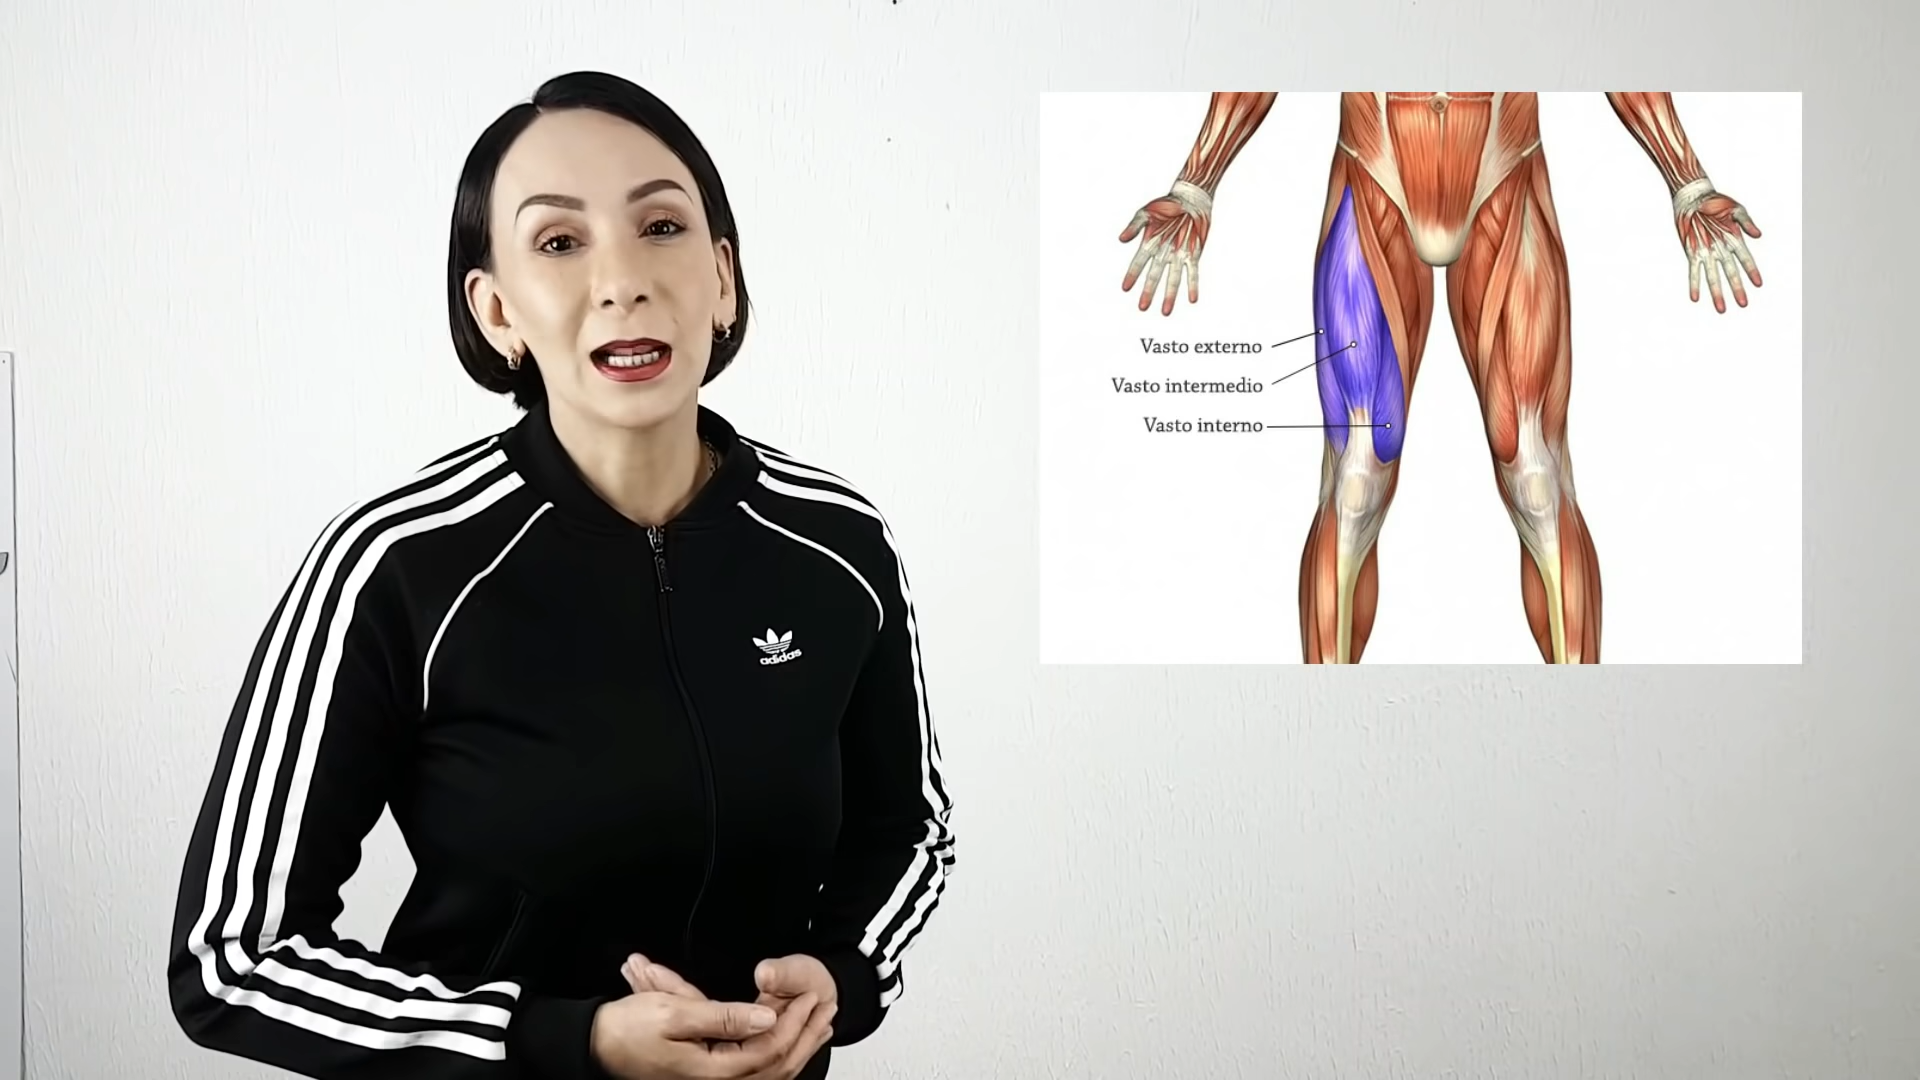 Vasto externo
Vasto intermedio
Vasto interno
adidas